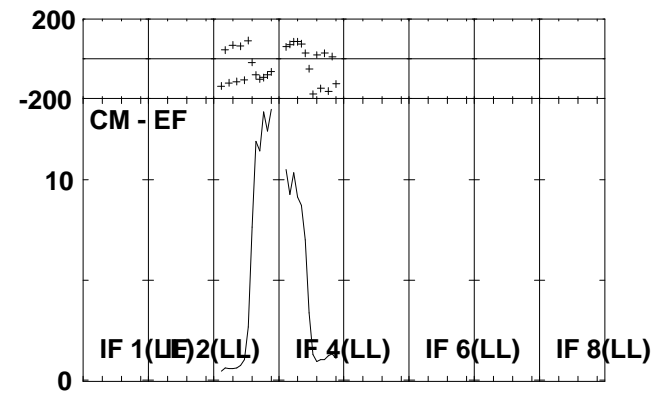 200
-200
CM - EF
10
IF 1(LL) IF 2(LL) IF 4(LL) IF 6(LL) IF 8(LL)
0